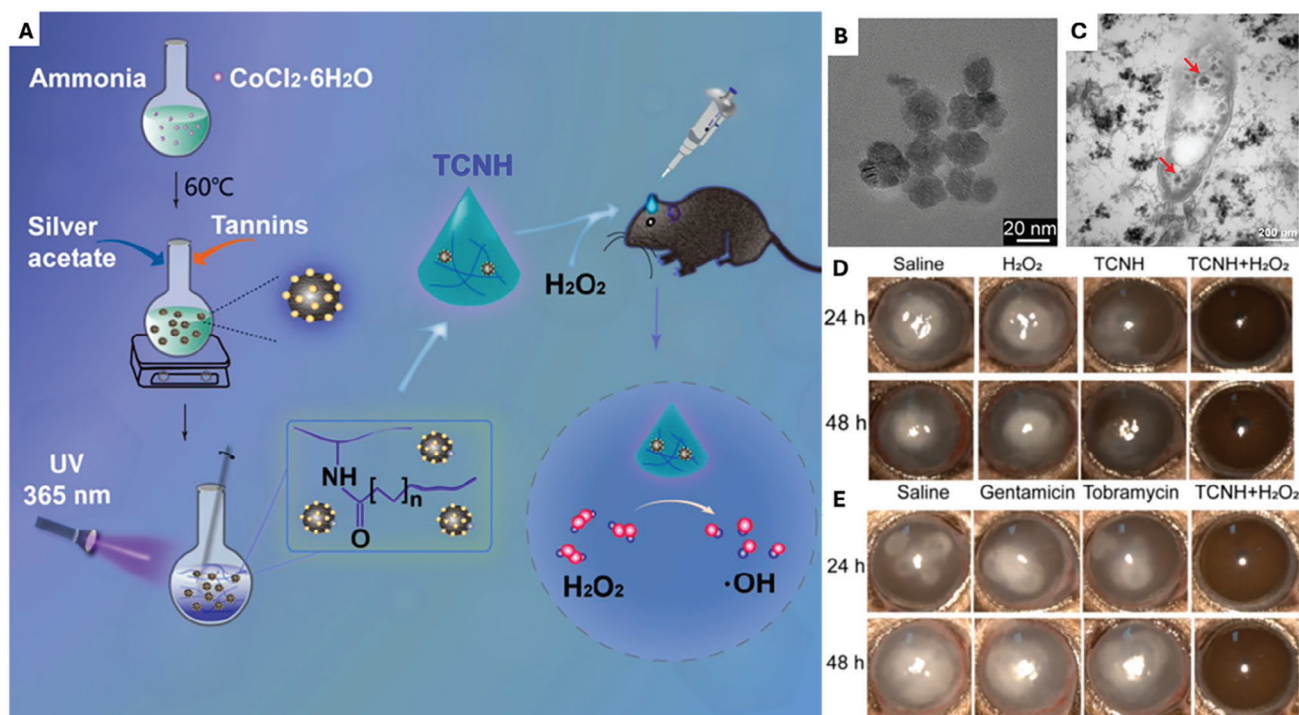 A
Ammonia
CoCl₂·6H₂O
60℃
Silver
acetate
Tannins
UV
365 nm
NH
O
n
TCNH
H₂O₂
H₂O₂
·OH
B
20 nm
C
200 nm
D
Saline
H₂O₂
TCNH
TCNH+H₂O₂
24 h
48 h
E
Saline
Gentamicin
Tobramycin
TCNH+H₂O₂
24 h
48 h